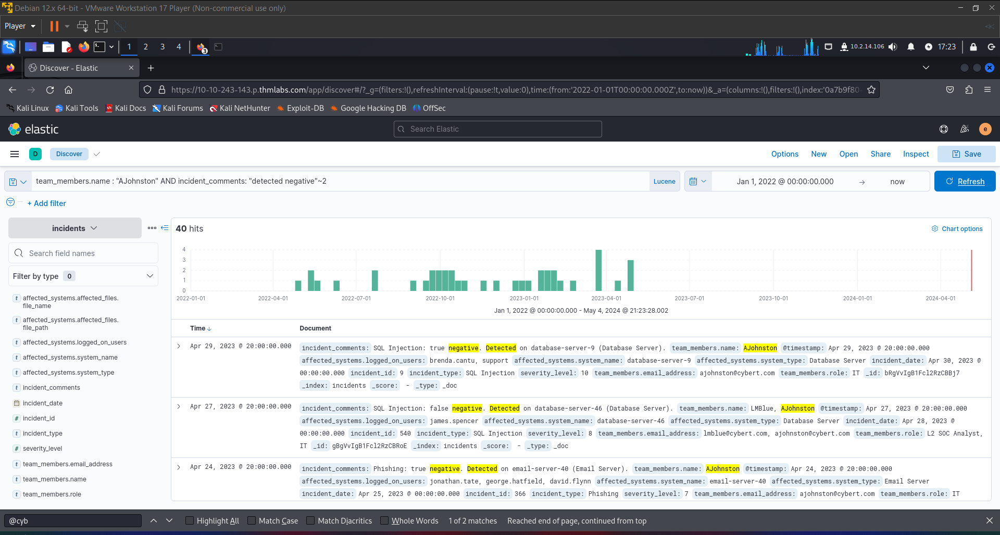 Debian 12.x 64-bit - VMware Workstation 17 Player (Non-commercial use only)
Player
1 2 3 4 3 10.2.14.106 17:23
Discover - Elastic
https://10-10-243-143.p.thmlabs.com/app/discover#/?_g=(filters:!(),refreshInterval:(pause:!t,value:0),time:(from:'2022-01-01T00:00:00.000Z',to:now))&_a=(columns:!(),filters:!(),index:'0a7b9f80-
Kali Linux Kali Tools Kali Docs Kali Forums Kali NetHunter Exploit-DB Google Hacking DB OffSec
elastic Search Elastic e
D Discover Options New Open Share Inspect Save
team_members.name : "AJohnston" AND incident_comments: "detected negative"~2 Lucene Jan 1, 2022 @ 00:00:00.000 → now Refresh
+ Add filter
incidents
Search field names
Filter by type 0
affected_systems.affected_files.
file_name
affected_systems.affected_files.
file_path
affected_systems.logged_on_users
affected_systems.system_name
affected_systems.system_type
incident_comments
incident_date
incident_id
incident_type
severity_level
team_members.email_address
team_members.name
team_members.role
40 hits Chart options
4
3
2
1
0
2022-01-01 2022-04-01 2022-07-01 2022-10-01 2023-01-01 2023-04-01 2023-07-01 2023-10-01 2024-01-01 2024-04-01
Jan 1, 2022 @ 00:00:00.000 - May 4, 2024 @ 21:23:28.002
Time Document
Apr 29, 2023 @ 20:00:00.000 incident_comments: SQL Injection: true negative. Detected on database-server-9 (Database Server). team_members.name: AJohnston @timestamp: Apr 29, 2023 @ 20:00:00.000
affected_systems.logged_on_users: brenda.cantu, support affected_systems.system_name: database-server-9 affected_systems.system_type: Database Server incident_date: Apr 30, 2023 @
00:00:00.000 incident_id: 9 incident_type: SQL Injection severity_level: 10 team_members.email_address: ajohnston@cybert.com team_members.role: IT _id: bRgVvIgB1Fcl2RzCBBj7
_index: incidents _score: - _type: _doc
Apr 27, 2023 @ 20:00:00.000 incident_comments: SQL Injection: false negative. Detected on database-server-46 (Database Server). team_members.name: LMBlue, AJohnston @timestamp: Apr 27, 2023 @ 20:00:00.000
affected_systems.logged_on_users: james.spencer affected_systems.system_name: database-server-46 affected_systems.system_type: Database Server incident_date: Apr 28, 2023 @
00:00:00.000 incident_id: 540 incident_type: SQL Injection severity_level: 8 team_members.email_address: lmblue@cybert.com, ajohnston@cybert.com team_members.role: L2 SOC Analyst,
IT _id: gBgVvIgB1Fcl2RzCBRoE _index: incidents _score: - _type: _doc
Apr 24, 2023 @ 20:00:00.000 incident_comments: Phishing: true negative. Detected on email-server-40 (Email Server). team_members.name: AJohnston @timestamp: Apr 24, 2023 @ 20:00:00.000
affected_systems.logged_on_users: jonathan.tate, george.hatfield, david.flynn affected_systems.system_name: email-server-40 affected_systems.system_type: Email Server
incident_date: Apr 25, 2023 @ 00:00:00.000 incident_id: 366 incident_type: Phishing severity_level: 7 team_members.email_address: ajohnston@cybert.com team_members.role: IT
@cyb Highlight All Match Case Match Diacritics Whole Words 1 of 2 matches Reached end of page, continued from top